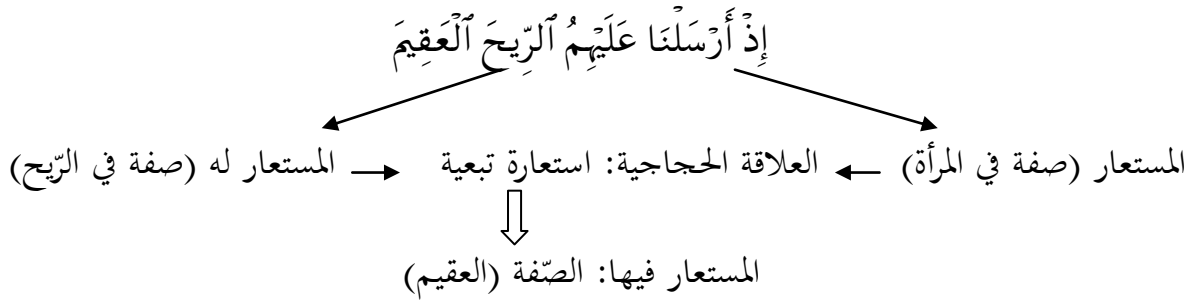 إِذْ أَرْسَلْنَا عَلَيْهِمُ ٱلرِّيحَ ٱلْعَقِيمَ
المستعار (صفة في المرأة) العلاقة الحجاجية: استعارة تبعية المستعار له (صفة في الرّيح)
المستعار فيها: الصّفة (العقيم)